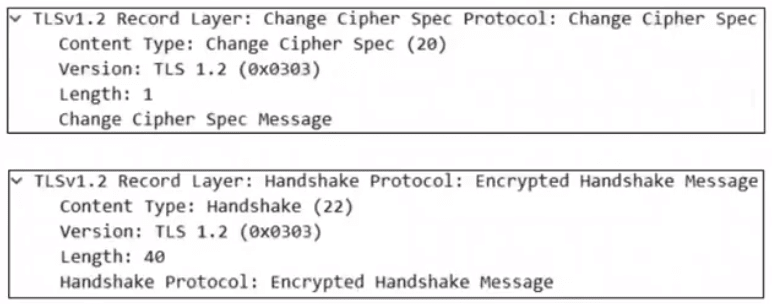 TLSv1.2 Record Layer: Change Cipher Spec Protocol: Change Cipher Spec
Content Type: Change Cipher Spec (20)
Version: TLS 1.2 (0x0303)
Length: 1
Change Cipher Spec Message
TLSv1.2 Record Layer: Handshake Protocol: Encrypted Handshake Message
Content Type: Handshake (22)
Version: TLS 1.2 (0x0303)
Length: 40
Handshake Protocol: Encrypted Handshake Message